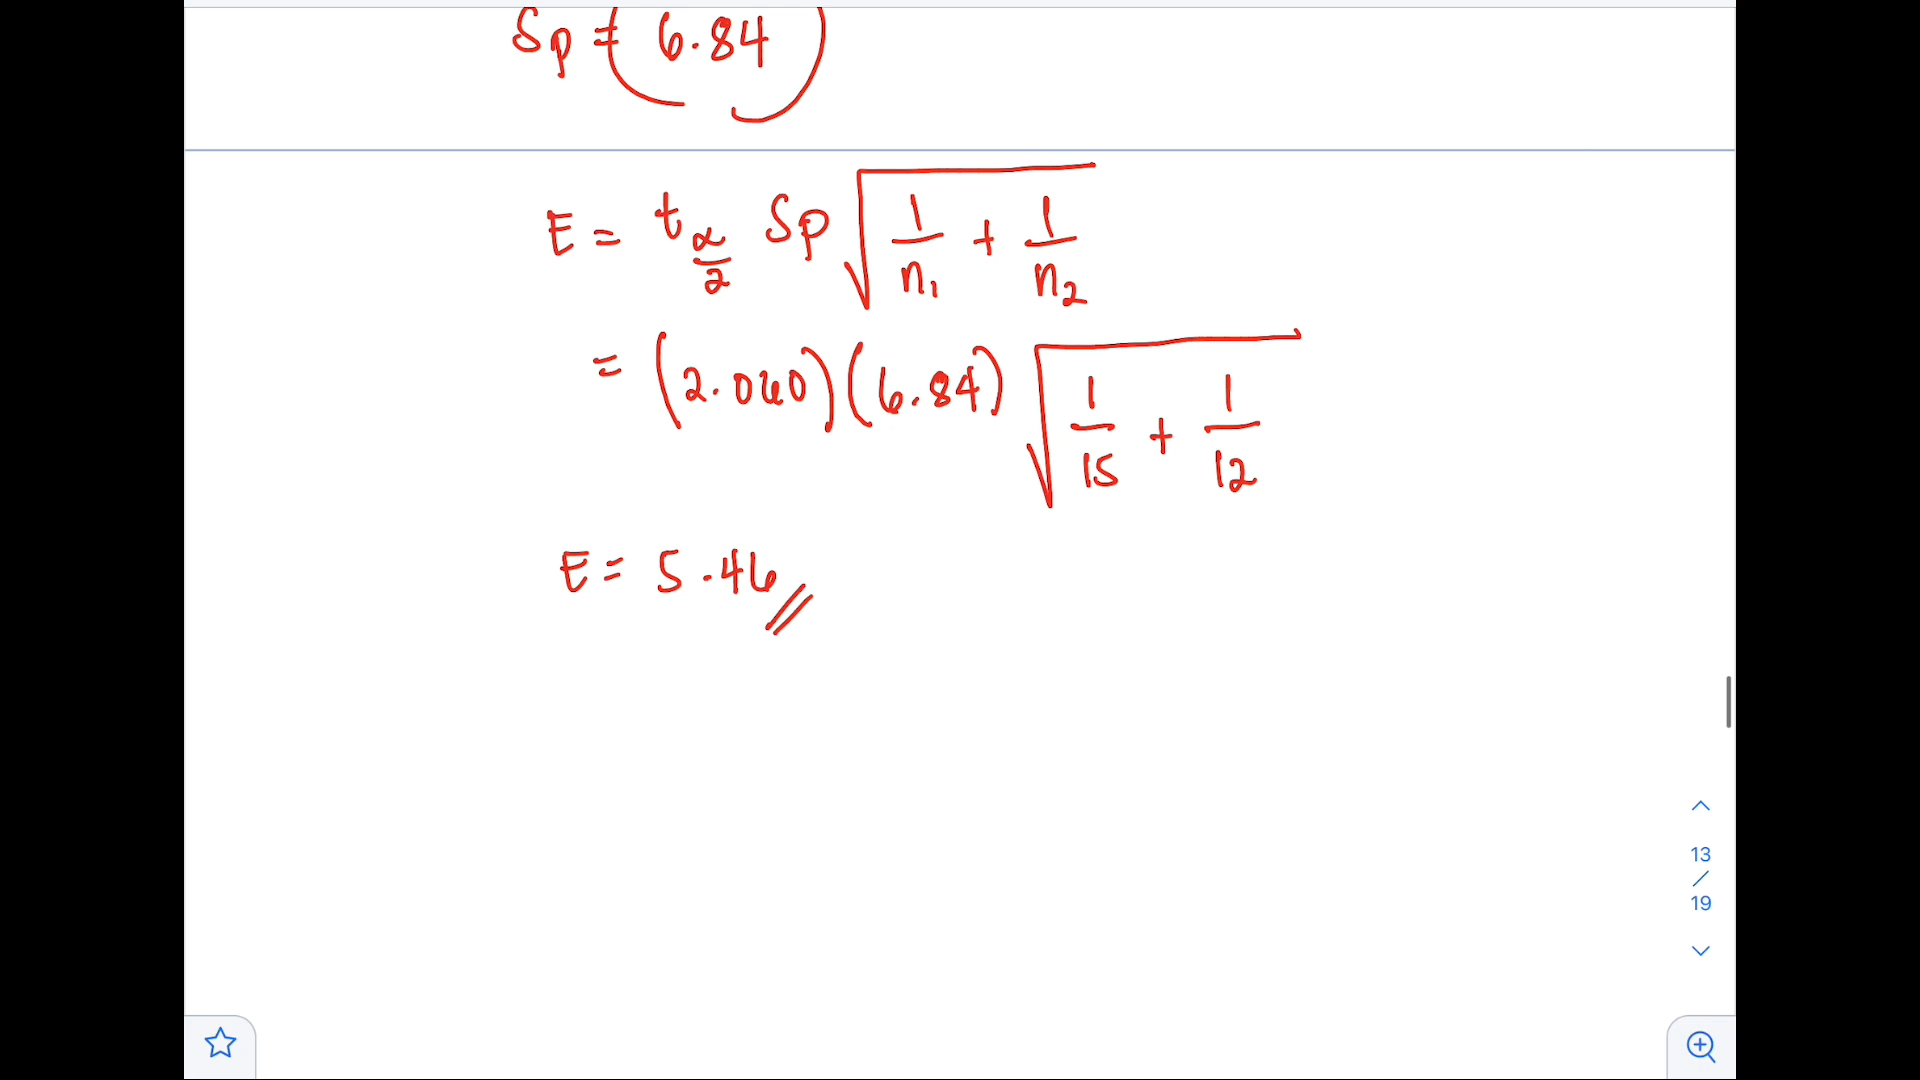 Sp = 6.84
E = t α/2 Sp √ 1/n₁ + 1/n₂
= (2.060)(6.84) √ 1/15 + 1/12
E = 5.46
13
/
19